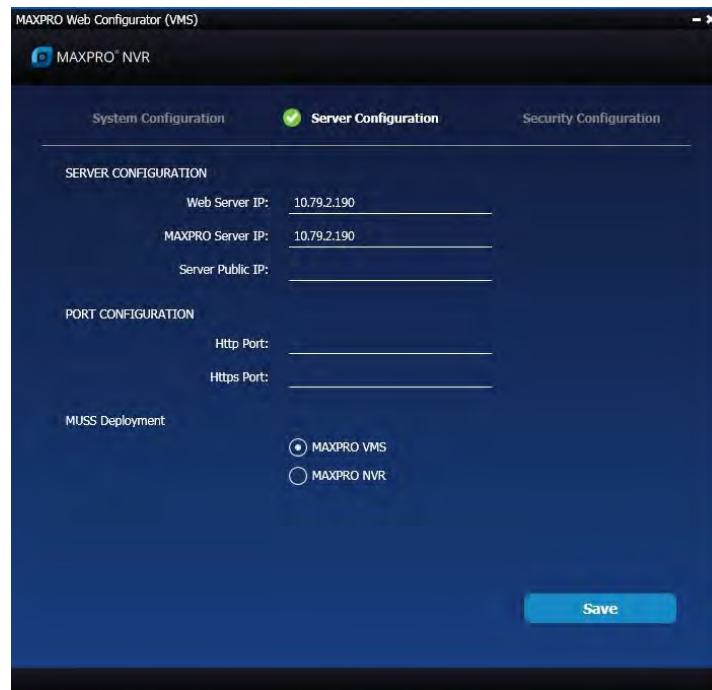 MAXPRO Web Configurator (VMS)
MAXPRO® NVR
System Configuration Server Configuration Security Configuration
SERVER CONFIGURATION
Web Server IP: 10.79.2.190
MAXPRO Server IP: 10.79.2.190
Server Public IP:
PORT CONFIGURATION
Http Port:
Https Port:
MUSS Deployment
MAXPRO VMS
MAXPRO NVR
Save